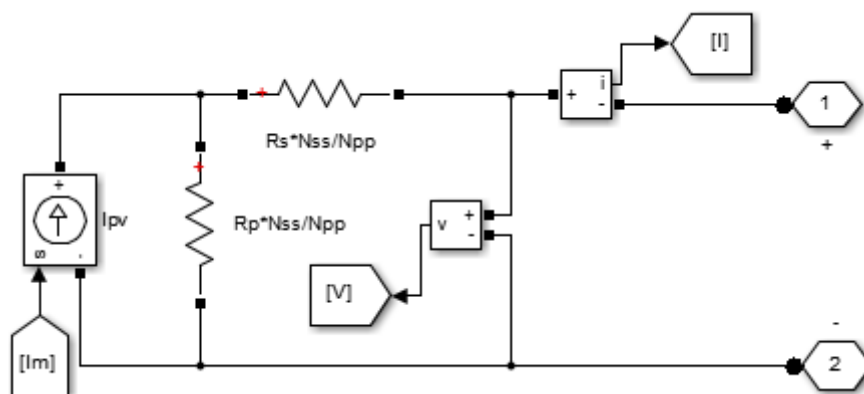 [I]
+ i -
1
+
Rs*Nss/Npp
+
Ipv
s -
Rp*Nss/Npp
v + -
[V]
[Im]
-
2